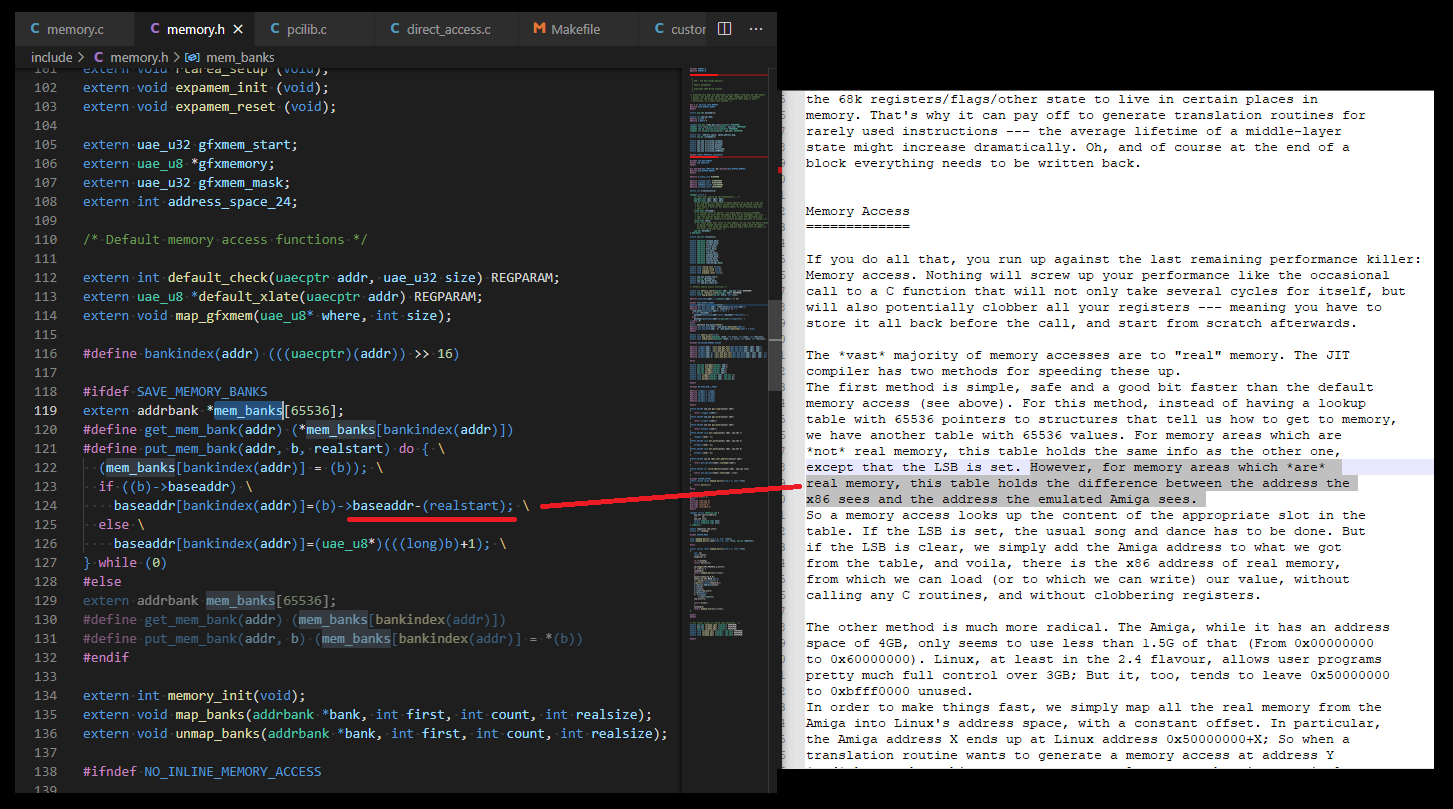 memory.c
memory.h
pcilib.c
direct_access.c
Makefile
custor
include > C memory.h > mem_banks
101 extern void rtarea_setup (void);
102 extern void expamem_init (void);
103 extern void expamem_reset (void);
104
105 extern uae_u32 gfxmem_start;
106 extern uae_u8 *gfxmemory;
107 extern uae_u32 gfxmem_mask;
108 extern int address_space_24;
109
110 /* Default memory access functions */
111
112 extern int default_check(uaecptr addr, uae_u32 size) REGPARAM;
113 extern uae_u8 *default_xlate(uaecptr addr) REGPARAM;
114 extern void map_gfxmem(uae_u8* where, int size);
115
116 #define bankindex(addr) (((uaecptr)(addr)) >> 16)
117
118 #ifdef SAVE_MEMORY_BANKS
119 extern addrbank *mem_banks[65536];
120 #define get_mem_bank(addr) (*mem_banks[bankindex(addr)])
121 #define put_mem_bank(addr, b, realstart) do { \
122 (mem_banks[bankindex(addr)] = (b)); \
123 if ((b)->baseaddr) \
124 baseaddr[bankindex(addr)]=(b)->baseaddr-(realstart); \
125 else \
126 baseaddr[bankindex(addr)]=(uae_u8*)(((long)b)+1); \
127 } while (0)
128 #else
129 extern addrbank mem_banks[65536];
130 #define get_mem_bank(addr) (mem_banks[bankindex(addr)])
131 #define put_mem_bank(addr, b) (mem_banks[bankindex(addr)] = *(b))
132 #endif
133
134 extern int memory_init(void);
135 extern void map_banks(addrbank *bank, int first, int count, int realsize);
136 extern void unmap_banks(addrbank *bank, int first, int count, int realsize);
137
138 #ifndef NO_INLINE_MEMORY_ACCESS
139
the 68k registers/flags/other state to live in certain places in
memory. That's why it can pay off to generate translation routines for
rarely used instructions --- the average lifetime of a middle-layer
state might increase dramatically. Oh, and of course at the end of a
block everything needs to be written back.
Memory Access
=============
If you do all that, you run up against the last remaining performance killer:
Memory access. Nothing will screw up your performance like the occasional
call to a C function that will not only take several cycles for itself, but
will also potentially clobber all your registers --- meaning you have to
store it all back before the call, and start from scratch afterwards.
The *vast* majority of memory accesses are to "real" memory. The JIT
compiler has two methods for speeding these up.
The first method is simple, safe and a good bit faster than the default
memory access (see above). For this method, instead of having a lookup
table with 65536 pointers to structures that tell us how to get to memory,
we have another table with 65536 values. For memory areas which are
*not* real memory, this table holds the same info as the other one,
except that the LSB is set. However, for memory areas which *are*
real memory, this table holds the difference between the address the
x86 sees and the address the emulated Amiga sees.
So a memory access looks up the content of the appropriate slot in the
table. If the LSB is set, the usual song and dance has to be done. But
if the LSB is clear, we simply add the Amiga address to what we got
from the table, and voila, there is the x86 address of real memory,
from which we can load (or to which we can write) our value, without
calling any C routines, and without clobbering registers.
The other method is much more radical. The Amiga, while it has an address
space of 4GB, only seems to use less than 1.5G of that (From 0x00000000
to 0x60000000). Linux, at least in the 2.4 flavour, allows user programs
pretty much full control over 3GB; But it, too, tends to leave 0x50000000
to 0xbfff0000 unused.
In order to make things fast, we simply map all the real memory from the
Amiga into Linux's address space, with a constant offset. In particular,
the Amiga address X ends up at Linux address 0x50000000+X; So when a
translation routine wants to generate a memory access at address Y